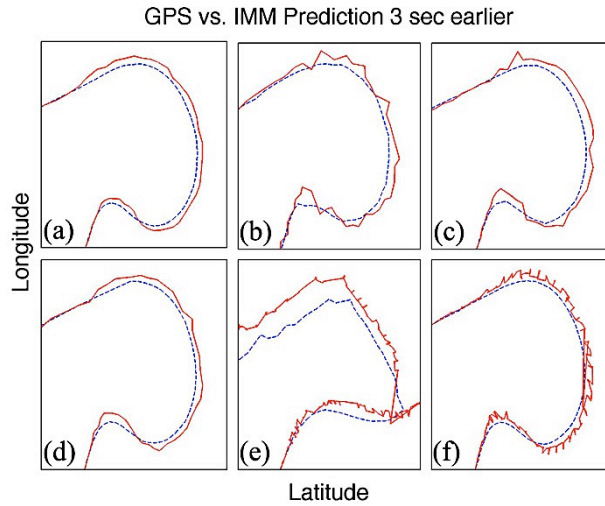 GPS vs. IMM Prediction 3 sec earlier
(a)
(b)
(c)
Longitude
(d)
(e)
(f)
Latitude